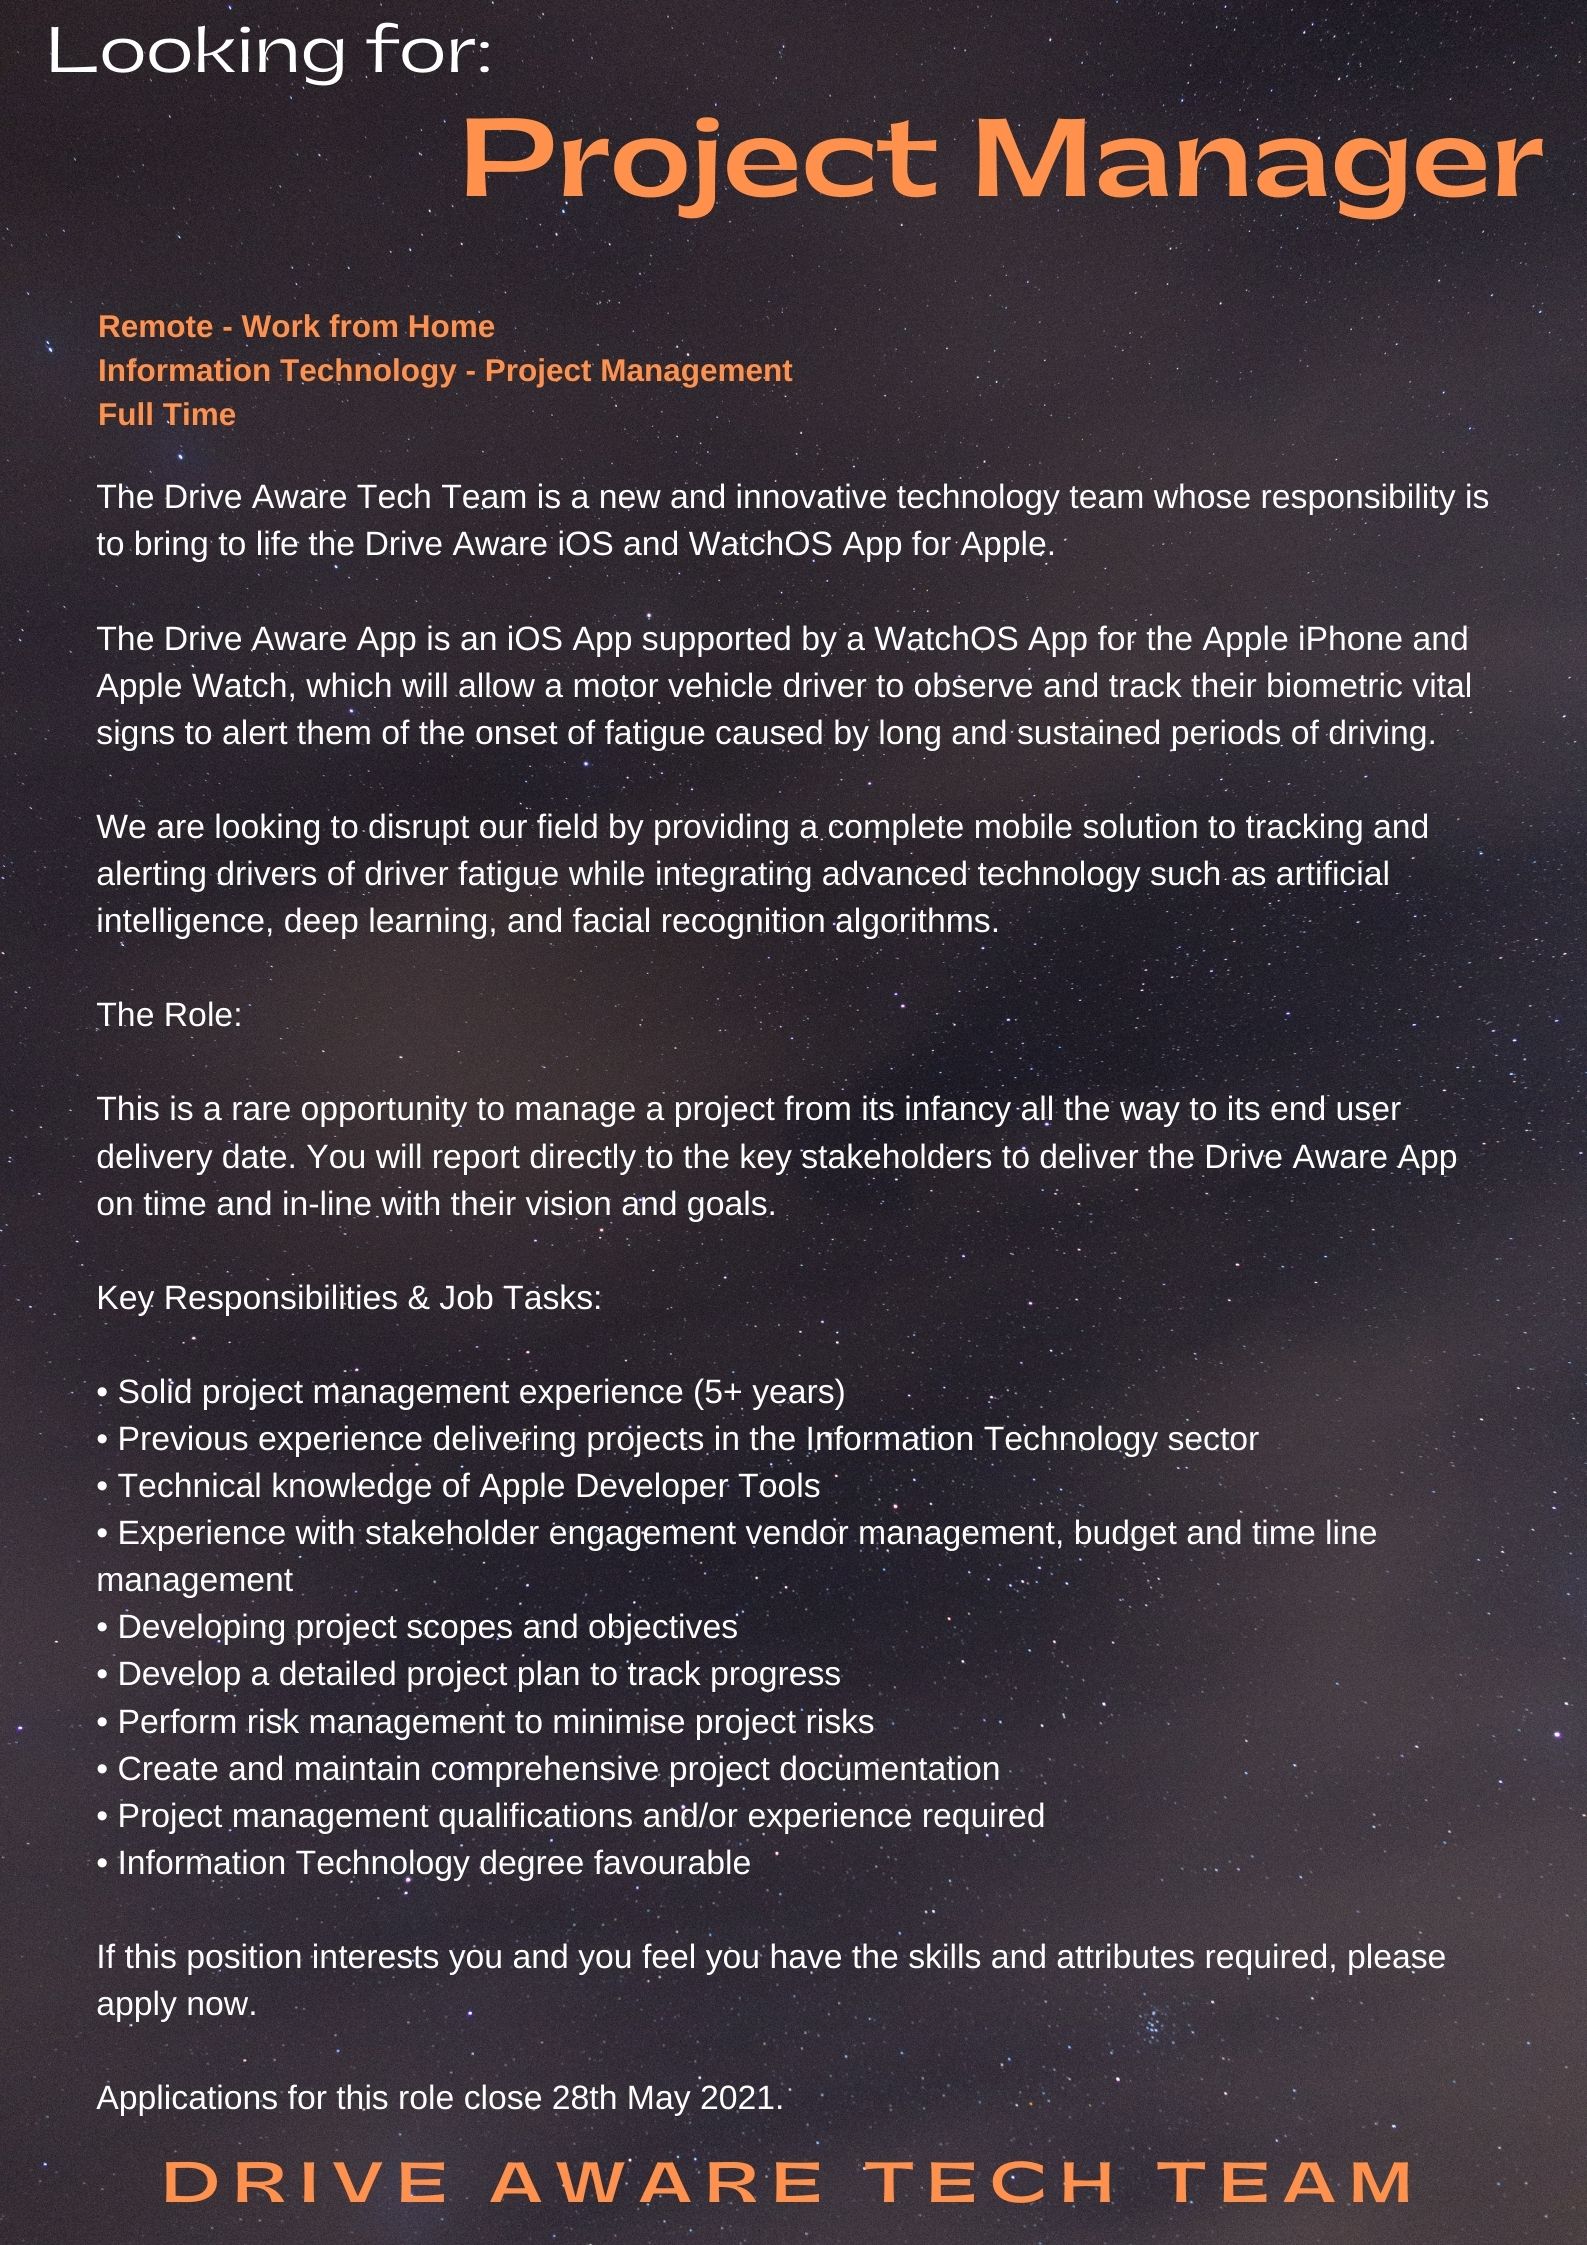 Looking for:
Project Manager
Remote - Work from Home
Information Technology - Project Management
Full Time
The Drive Aware Tech Team is a new and innovative technology team whose responsibility is
to bring to life the Drive Aware iOS and WatchOS App for Apple.
The Drive Aware App is an iOS App supported by a WatchOS App for the Apple iPhone and
Apple Watch, which will allow a motor vehicle driver to observe and track their biometric vital
signs to alert them of the onset of fatigue caused by long and sustained periods of driving.
We are looking to disrupt our field by providing a complete mobile solution to tracking and
alerting drivers of driver fatigue while integrating advanced technology such as artificial
intelligence, deep learning, and facial recognition algorithms.
The Role:
This is a rare opportunity to manage a project from its infancy all the way to its end user
delivery date. You will report directly to the key stakeholders to deliver the Drive Aware App
on time and in-line with their vision and goals.
Key Responsibilities & Job Tasks:
• Solid project management experience (5+ years)
• Previous experience delivering projects in the Information Technology sector
• Technical knowledge of Apple Developer Tools
• Experience with stakeholder engagement vendor management, budget and time line
management
• Developing project scopes and objectives
• Develop a detailed project plan to track progress
• Perform risk management to minimise project risks
• Create and maintain comprehensive project documentation
• Project management qualifications and/or experience required
• Information Technology degree favourable
If this position interests you and you feel you have the skills and attributes required, please
apply now.
Applications for this role close 28th May 2021.
DRIVE AWARE TECH TEAM